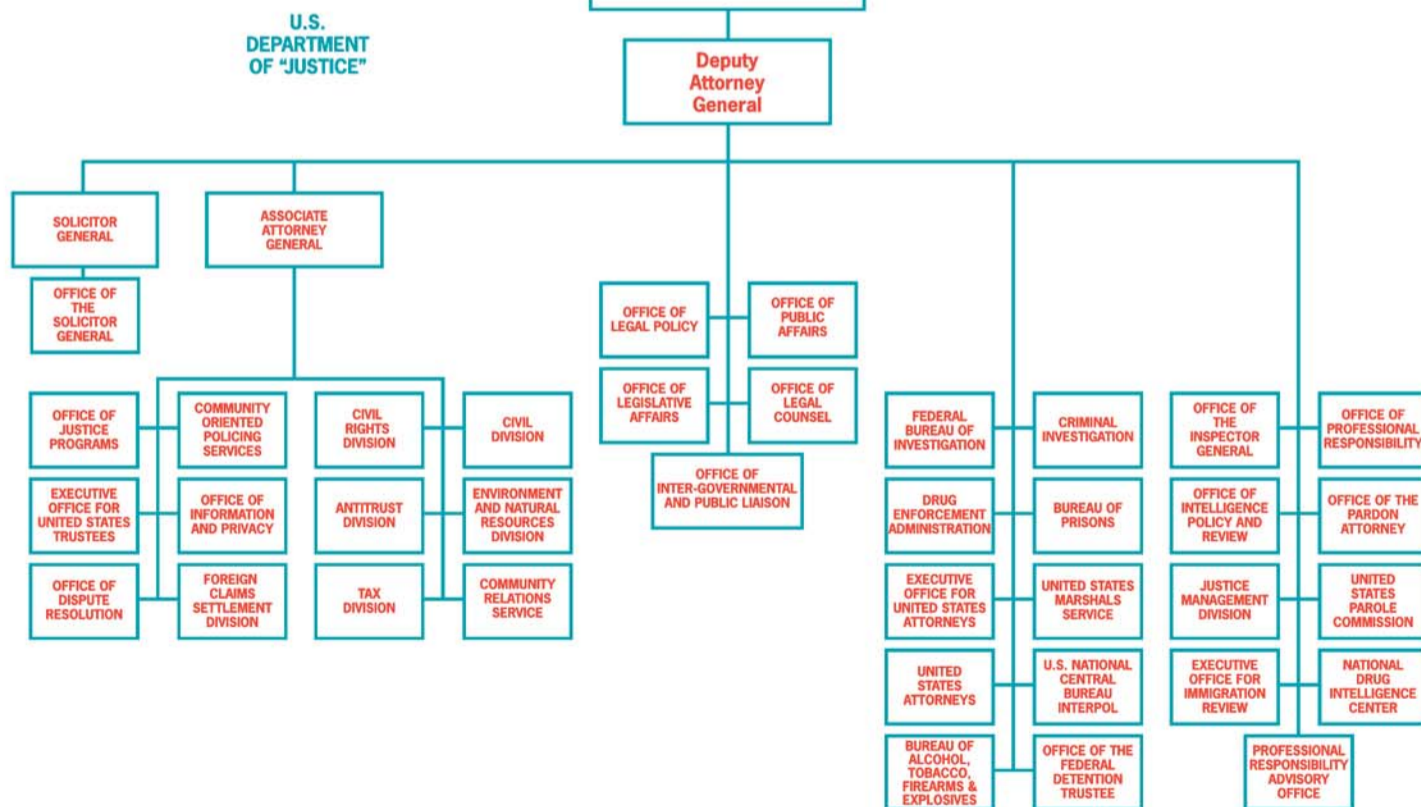 U.S.
DEPARTMENT
OF "JUSTICE"
Deputy
Attorney
General
SOLICITOR
GENERAL
ASSOCIATE
ATTORNEY
GENERAL
OFFICE OF
THE
SOLICITOR
GENERAL
OFFICE OF
JUSTICE
PROGRAMS
COMMUNITY
ORIENTED
POLICING
SERVICES
EXECUTIVE
OFFICE FOR
UNITED STATES
TRUSTEES
OFFICE OF
INFORMATION
AND PRIVACY
OFFICE OF
DISPUTE
RESOLUTION
FOREIGN
CLAIMS
SETTLEMENT
DIVISION
CIVIL
RIGHTS
DIVISION
CIVIL
DIVISION
ANTITRUST
DIVISION
ENVIRONMENT
AND NATURAL
RESOURCES
DIVISION
TAX
DIVISION
COMMUNITY
RELATIONS
SERVICE
OFFICE OF
LEGAL POLICY
OFFICE OF
PUBLIC
AFFAIRS
OFFICE OF
LEGISLATIVE
AFFAIRS
OFFICE OF
LEGAL
COUNSEL
OFFICE OF
INTER-GOVERNMENTAL
AND PUBLIC LIAISON
FEDERAL
BUREAU OF
INVESTIGATION
CRIMINAL
INVESTIGATION
DRUG
ENFORCEMENT
ADMINISTRATION
BUREAU OF
PRISONS
EXECUTIVE
OFFICE FOR
UNITED STATES
ATTORNEYS
UNITED STATES
MARSHALS
SERVICE
UNITED
STATES
ATTORNEYS
U.S. NATIONAL
CENTRAL
BUREAU
INTERPOL
BUREAU OF
ALCOHOL,
TOBACCO,
FIREARMS &
EXPLOSIVES
OFFICE OF THE
FEDERAL
DETENTION
TRUSTEE
OFFICE OF
THE
INSPECTOR
GENERAL
OFFICE OF
PROFESSIONAL
RESPONSIBILITY
OFFICE OF
INTELLIGENCE
POLICY AND
REVIEW
OFFICE OF THE
PARDON
ATTORNEY
JUSTICE
MANAGEMENT
DIVISION
UNITED
STATES
PAROLE
COMMISSION
EXECUTIVE
OFFICE FOR
IMMIGRATION
REVIEW
NATIONAL
DRUG
INTELLIGENCE
CENTER
PROFESSIONAL
RESPONSIBILITY
ADVISORY
OFFICE